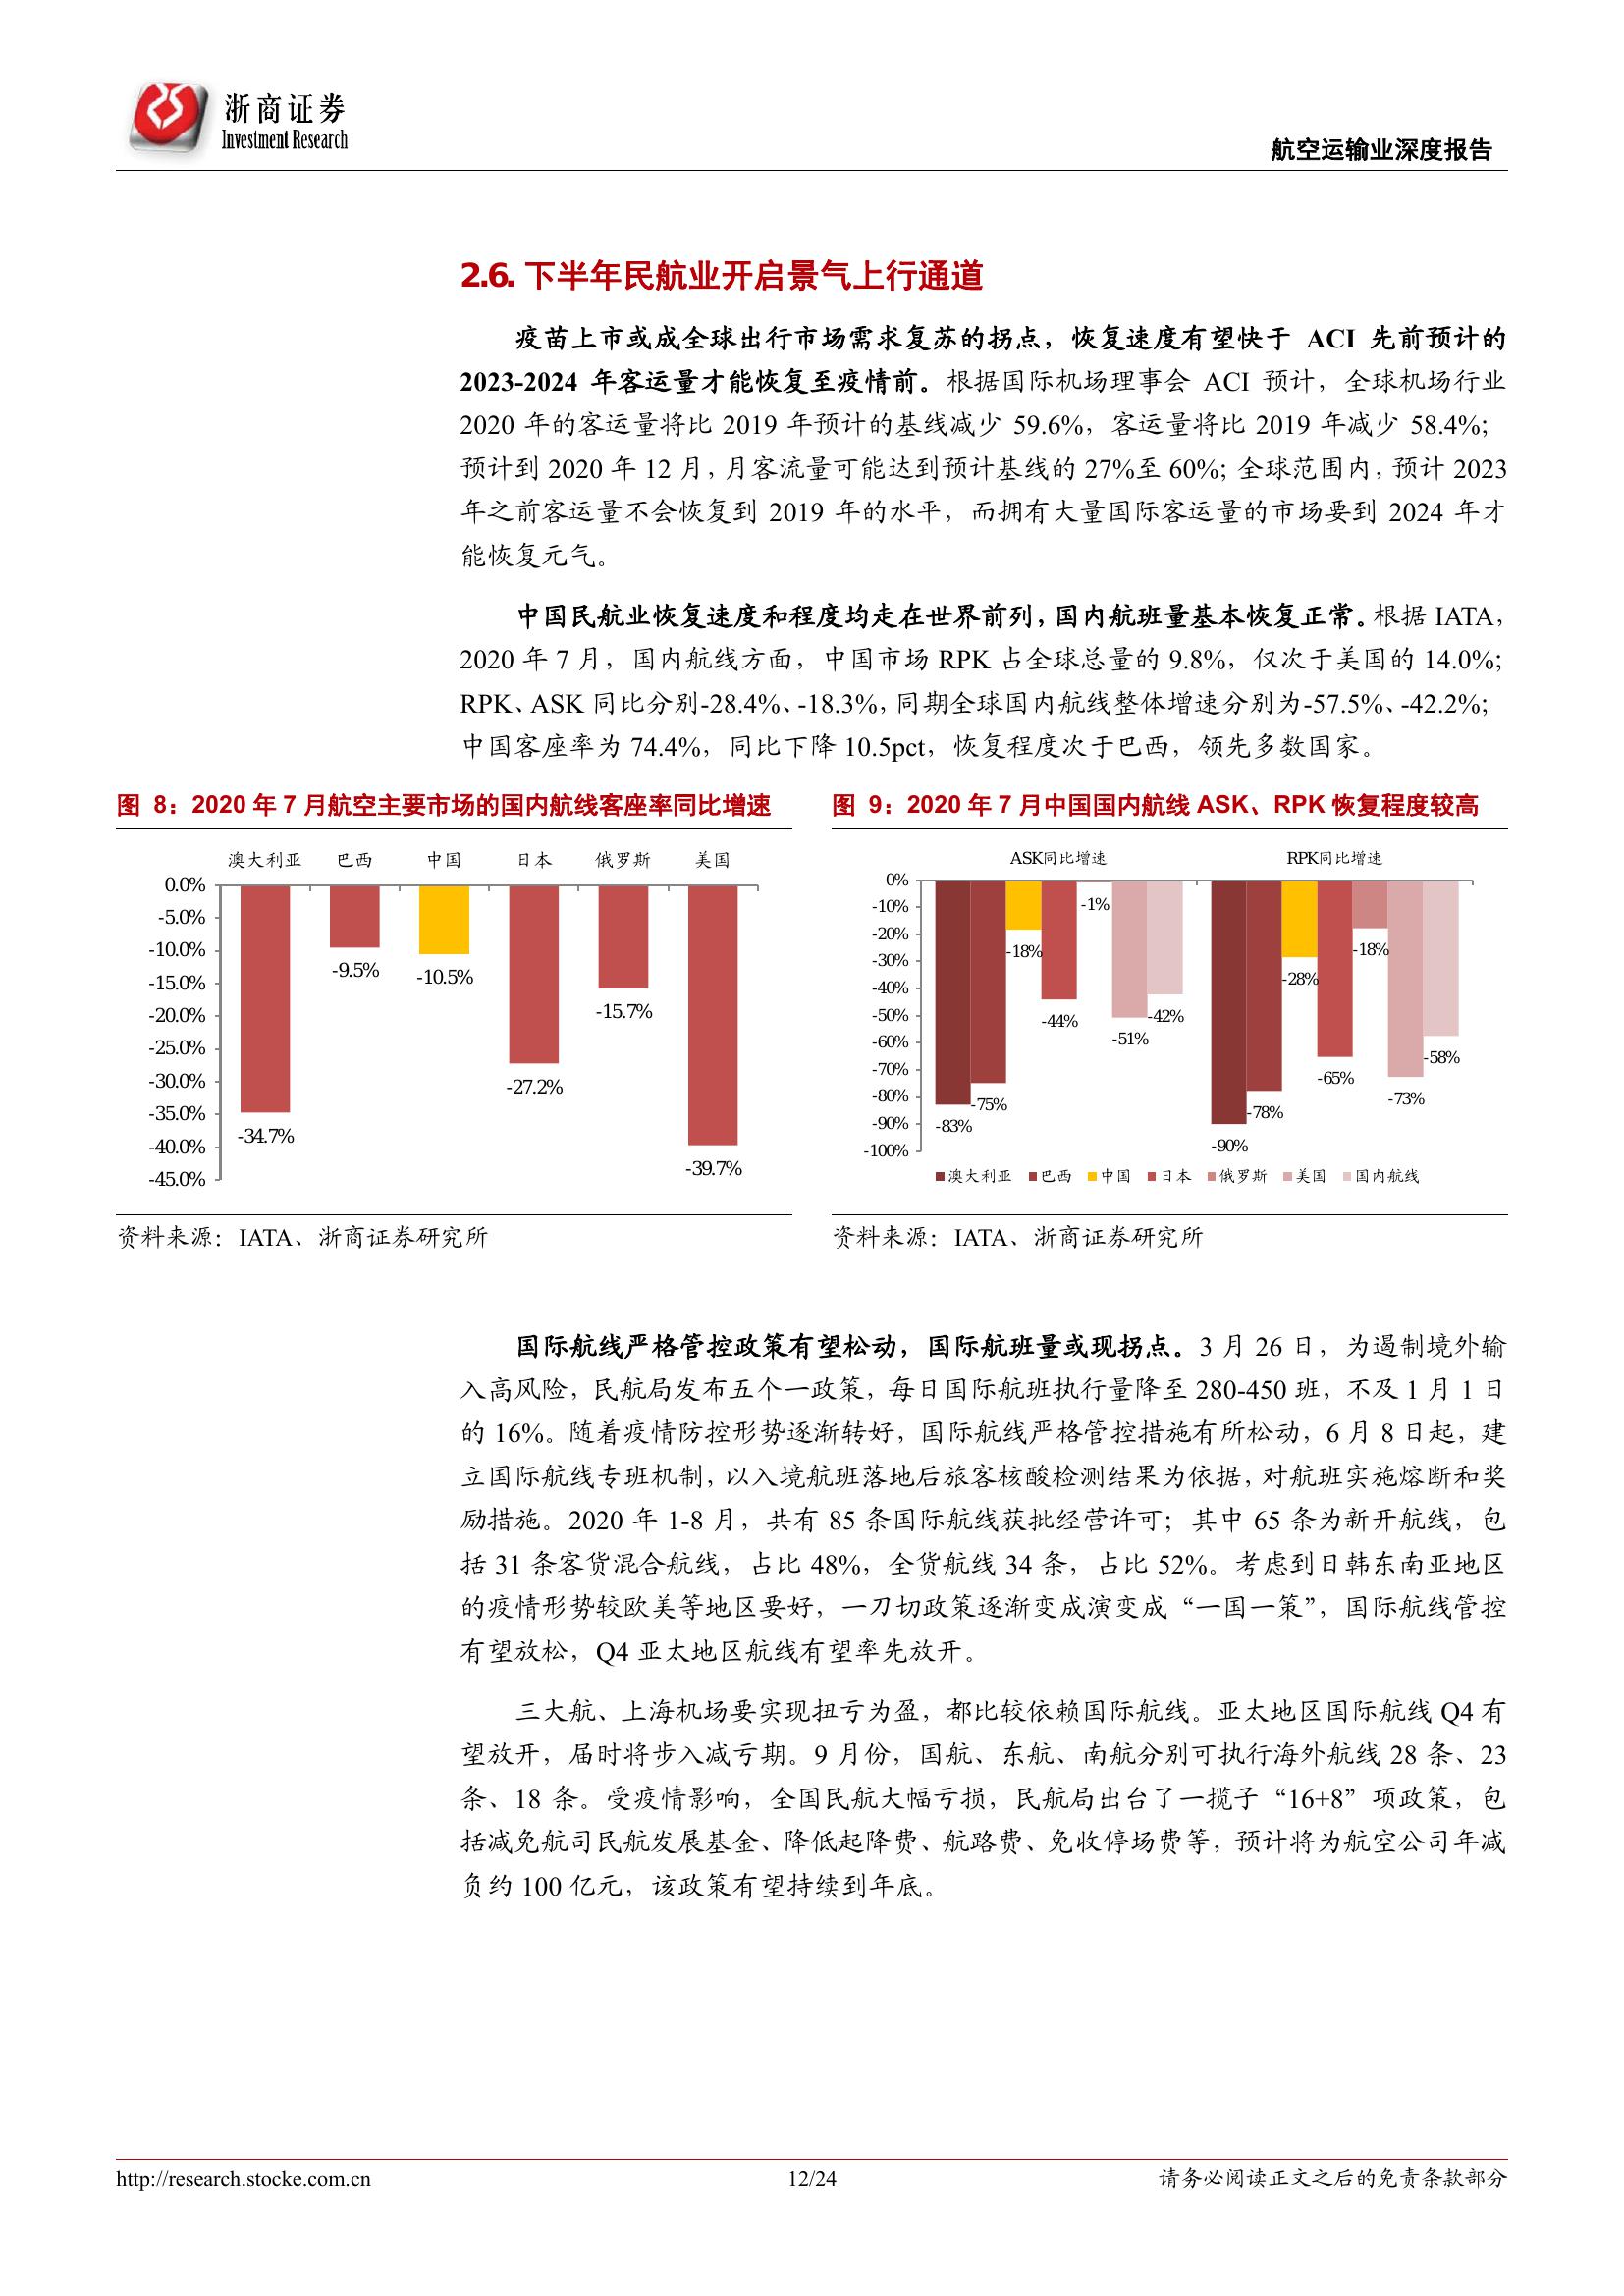 浙商证券
Investment Research
航空运输业深度报告
2.6. 下半年民航业开启景气上行通道
疫苗上市或成全球出行市场需求复苏的拐点，恢复速度有望快于 ACI 先前预计的
2023-2024 年客运量才能恢复至疫情前。根据国际机场理事会 ACI 预计，全球机场行业
2020 年的客运量将比 2019 年预计的基线减少 59.6%，客运量将比 2019 年减少 58.4%；
预计到 2020 年 12 月，月客流量可能达到预计基线的 27%至 60%；全球范围内，预计 2023
年之前客运量不会恢复到 2019 年的水平，而拥有大量国际客运量的市场要到 2024 年才
能恢复元气。
中国民航业恢复速度和程度均走在世界前列，国内航班量基本恢复正常。根据 IATA，
2020 年 7 月，国内航线方面，中国市场 RPK 占全球总量的 9.8%，仅次于美国的 14.0%；
RPK、ASK 同比分别-28.4%、-18.3%，同期全球国内航线整体增速分别为-57.5%、-42.2%；
中国客座率为 74.4%，同比下降 10.5pct，恢复程度次于巴西，领先多数国家。
图 8：2020 年 7 月航空主要市场的国内航线客座率同比增速
澳大利亚 巴西 中国 日本 俄罗斯 美国
0.0%
-5.0%
-10.0%
-15.0%
-20.0%
-25.0%
-30.0%
-35.0%
-40.0%
-45.0%
-34.7%
-9.5%
-10.5%
-27.2%
-15.7%
-39.7%
资料来源：IATA、浙商证券研究所
图 9：2020 年 7 月中国国内航线 ASK、RPK 恢复程度较高
ASK同比增速 RPK同比增速
0%
-10%
-20%
-30%
-40%
-50%
-60%
-70%
-80%
-90%
-100%
-83%
-75%
-18%
-44%
-1%
-51%
-42%
-90%
-78%
-28%
-65%
-18%
-73%
-58%
澳大利亚 巴西 中国 日本 俄罗斯 美国 国内航线
资料来源：IATA、浙商证券研究所
国际航线严格管控政策有望松动，国际航班量或现拐点。3 月 26 日，为遏制境外输
入高风险，民航局发布五个一政策，每日国际航班执行量降至 280-450 班，不及 1 月 1 日
的 16%。随着疫情防控形势逐渐转好，国际航线严格管控措施有所松动，6 月 8 日起，建
立国际航线专班机制，以入境航班落地后旅客核酸检测结果为依据，对航班实施熔断和奖
励措施。2020 年 1-8 月，共有 85 条国际航线获批经营许可；其中 65 条为新开航线，包
括 31 条客货混合航线，占比 48%，全货航线 34 条，占比 52%。考虑到日韩东南亚地区
的疫情形势较欧美等地区要好，一刀切政策逐渐变成演变成“一国一策”，国际航线管控
有望放松，Q4 亚太地区航线有望率先放开。
三大航、上海机场要实现扭亏为盈，都比较依赖国际航线。亚太地区国际航线 Q4 有
望放开，届时将步入减亏期。9 月份，国航、东航、南航分别可执行海外航线 28 条、23
条、18 条。受疫情影响，全国民航大幅亏损，民航局出台了一揽子“16+8”项政策，包
括减免航司民航发展基金、降低起降费、航路费、免收停场费等，预计将为航空公司年减
负约 100 亿元，该政策有望持续到年底。
http://research.stocke.com.cn
12/24
请务必阅读正文之后的免责条款部分